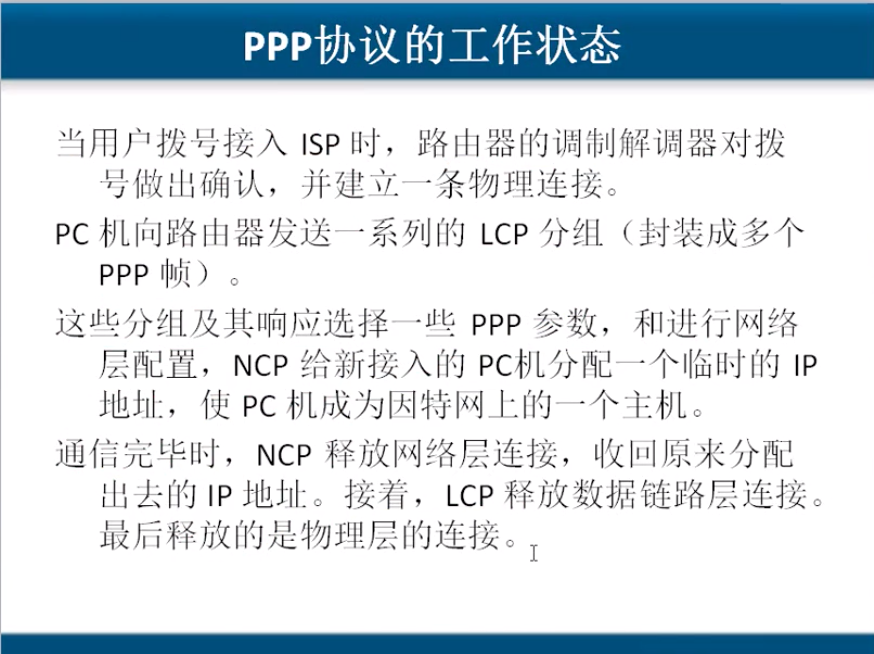 PPP协议的工作状态
当用户拨号接入 ISP 时，路由器的调制解调器对拨
号做出确认，并建立一条物理连接。
PC 机向路由器发送一系列的 LCP 分组（封装成多个
PPP 帧）。
这些分组及其响应选择一些 PPP 参数，和进行网络
层配置，NCP 给新接入的 PC机分配一个临时的 IP
地址，使 PC 机成为因特网上的一个主机。
通信完毕时，NCP 释放网络层连接，收回原来分配
出去的 IP 地址。接着，LCP 释放数据链路层连接。
最后释放的是物理层的连接。